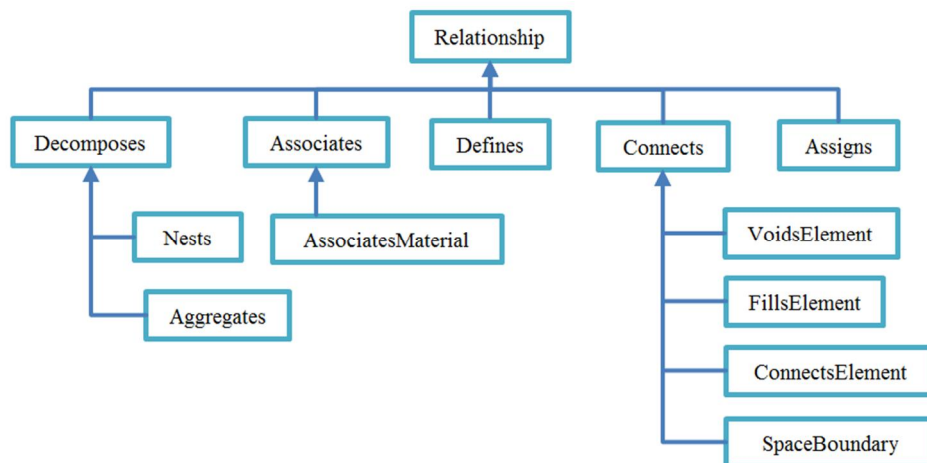 Relationship
Decomposes
Associates
Defines
Connects
Assigns
Nests
AssociatesMaterial
VoidsElement
Aggregates
FillsElement
ConnectsElement
SpaceBoundary